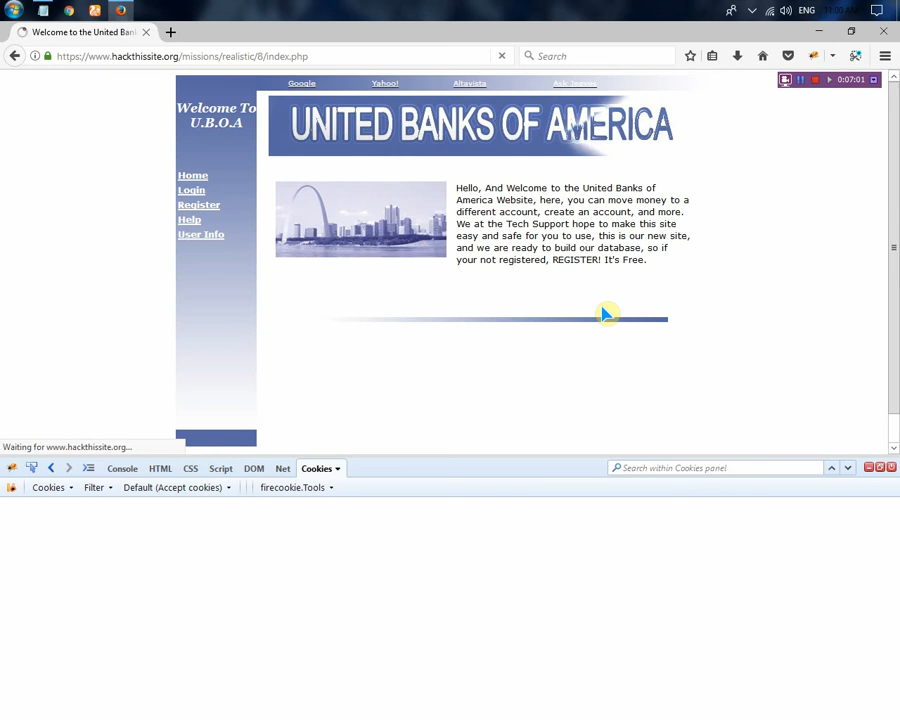 ENG
11:00 AM
Welcome to the United Ban
https://www.hackthissite.org/missions/realistic/8/index.php
Search
0:07:01
Google
Yahoo!
Altavista
Ask Jeeves
Welcome To
U.B.O.A
UNITED BANKS OF AMERICA
Home
Login
Register
Help
User Info
Hello, And Welcome to the United Banks of
America Website, here, you can move money to a
different account, create an account, and more.
We at the Tech Support hope to make this site
easy and safe for you to use, this is our new site,
and we are ready to build our database, so if
your not registered, REGISTER! It's Free.
Waiting for www.hackthissite.org...
Console
HTML
CSS
Script
DOM
Net
Cookies
Search within Cookies panel
Cookies
Filter
Default (Accept cookies)
firecookie.Tools